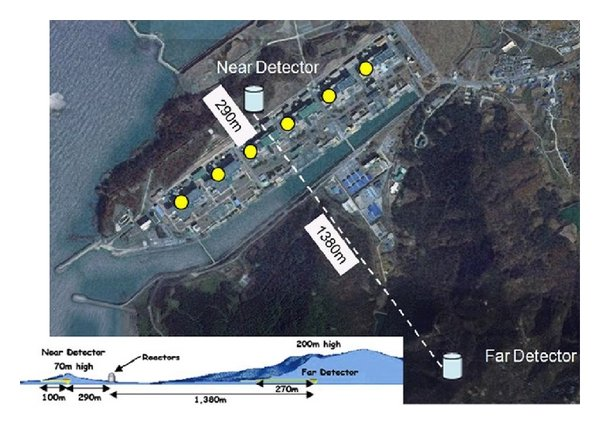 Near Detector
290m
1380m
Far Detector
200m high
Near Detector
70m high
Reactors
Far Detector
270m
100m
290m
1,380m